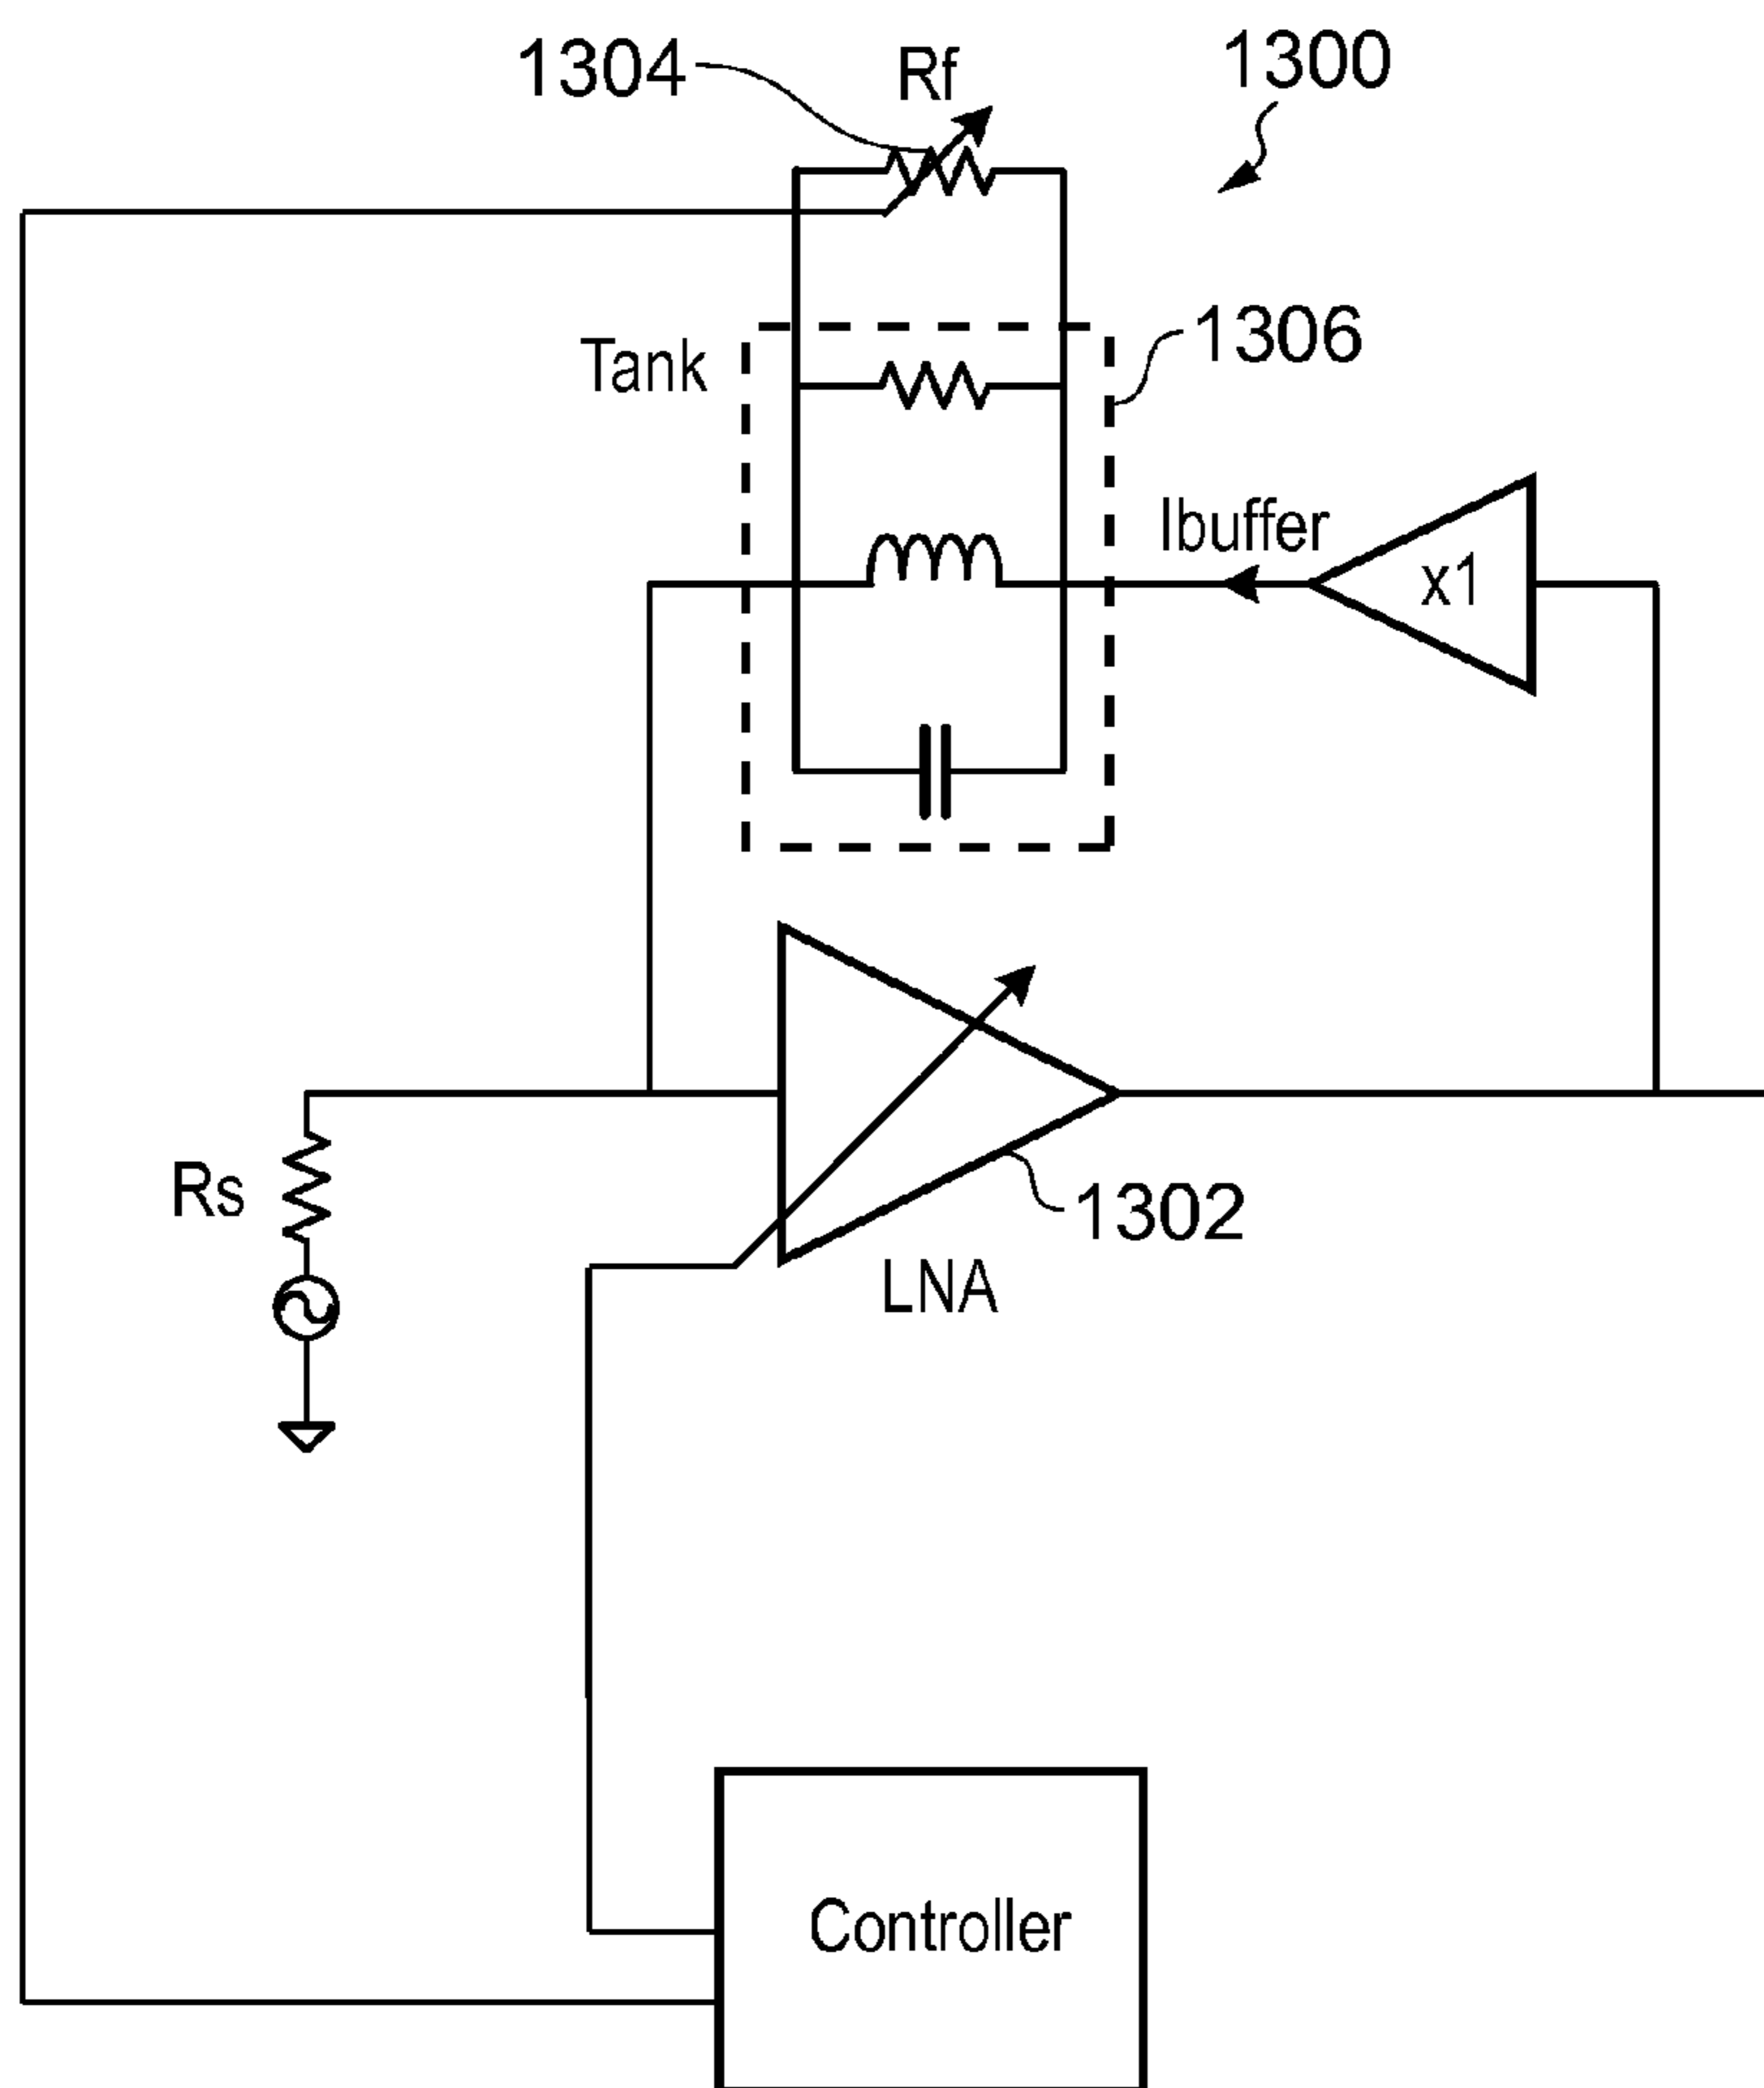 1304
Rf
1300
Tank
1306
Ibuffer
x1
Rs
1302
LNA
Controller